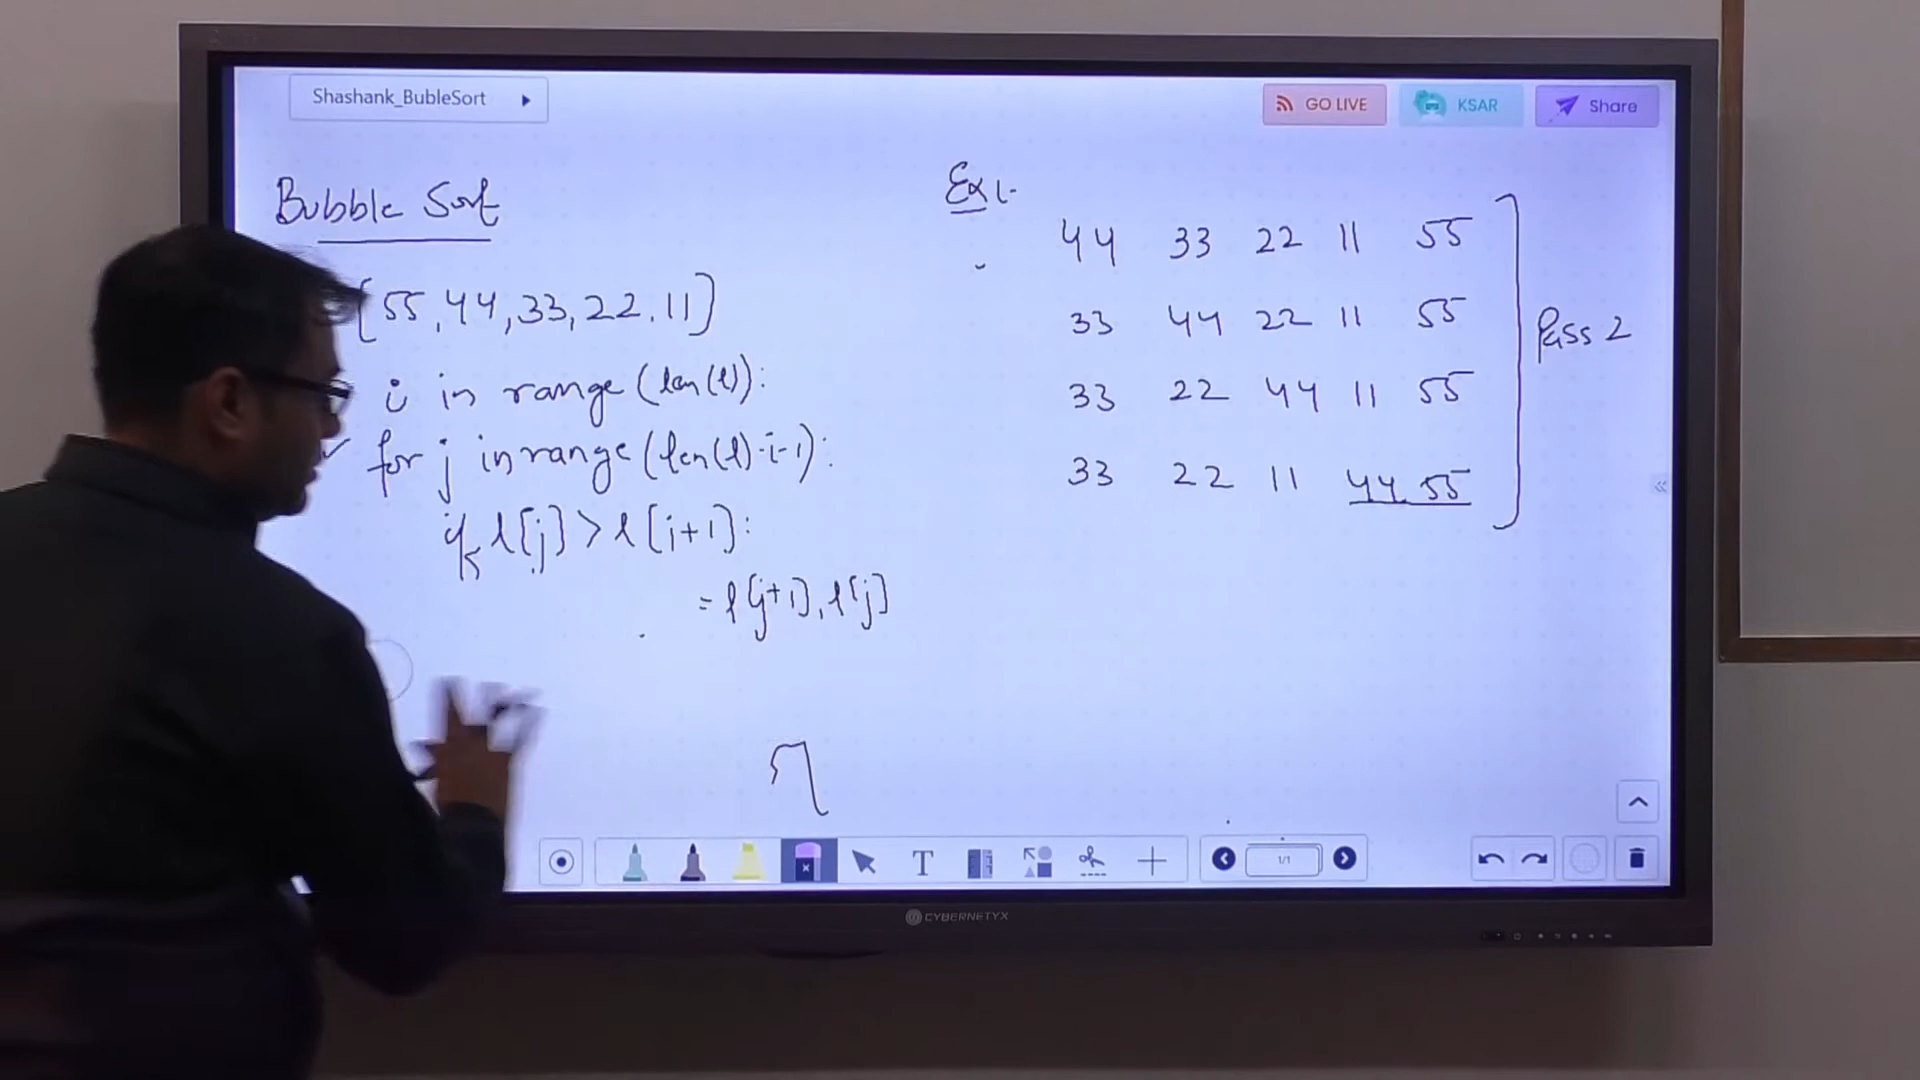 Shashank_BubleSort
GO LIVE
KSAR
Share
Bubble Sort
[55, 44, 33, 22, 11]
i in range (len(l)):
for j in range (len(l)-i-1):
if l[j] > l[j+1]:
= l[j+1], l[j]
Ex 1-
44 33 22 11 55
33 44 22 11 55
33 22 44 11 55
33 22 11 44 55
Pass 2
T
1/1
CYBERNETYX